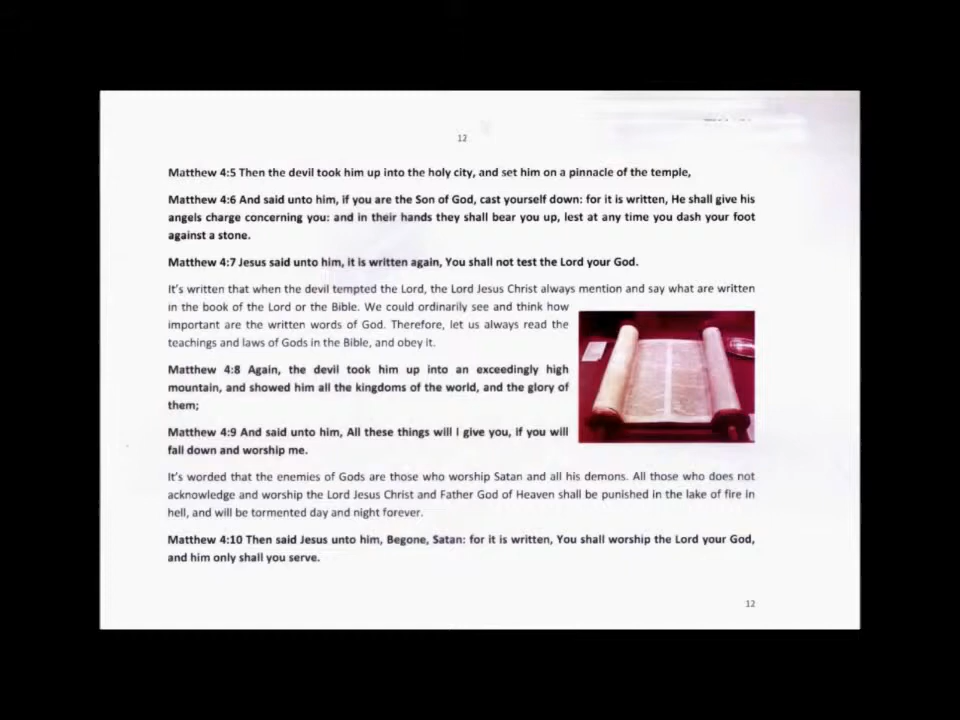 12
Matthew 4:5 Then the devil took him up into the holy city, and set him on a pinnacle of the temple,
Matthew 4:6 And said unto him, if you are the Son of God, cast yourself down: for it is written, He shall give his
angels charge concerning you: and in their hands they shall bear you up, lest at any time you dash your foot
against a stone.
Matthew 4:7 Jesus said unto him, it is written again, You shall not test the Lord your God.
It's written that when the devil tempted the Lord, the Lord Jesus Christ always mention and say what are written
in the book of the Lord or the Bible. We could ordinarily see and think how
important are the written words of God. Therefore, let us always read the
teachings and laws of Gods in the Bible, and obey it.
Matthew 4:8 Again, the devil took him up into an exceedingly high
mountain, and showed him all the kingdoms of the world, and the glory of
them;
Matthew 4:9 And said unto him, All these things will I give you, if you will
fall down and worship me.
It's worded that the enemies of Gods are those who worship Satan and all his demons. All those who does not
acknowledge and worship the Lord Jesus Christ and Father God of Heaven shall be punished in the lake of fire in
hell, and will be tormented day and night forever.
Matthew 4:10 Then said Jesus unto him, Begone, Satan: for it is written, You shall worship the Lord your God,
and him only shall you serve.
12